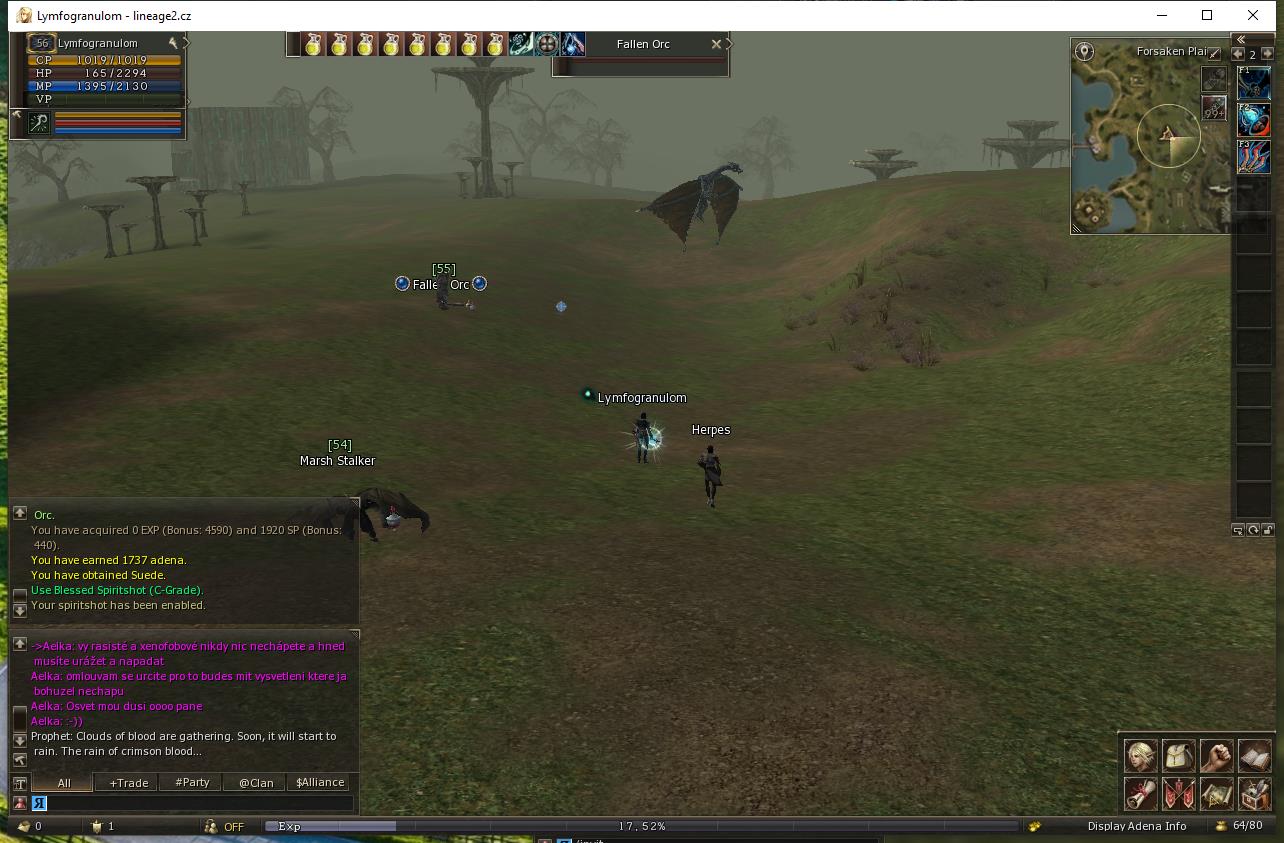 Lymfogranulom - lineage2.cz
56 Lymfogranulom
CP 1019/1019
HP 165/2294
MP 1395/2130
VP
Fallen Orc
Forsaken Plai
2
99+
F1
F2
F3
[55]
Falle Orc
Lymfogranulom
Herpes
[54]
Marsh Stalker
Orc.
You have acquired 0 EXP (Bonus: 4590) and 1920 SP (Bonus:
440).
You have earned 1737 adena.
You have obtained Suede.
Use Blessed Spiritshot (C-Grade).
Your spiritshot has been enabled.
->Aelka: vy rasisté a xenofobové nikdy nic nechápete a hned
musíte urážet a napadat
Aelka: omlouvam se urcite pro to budes mit vysvetleni ktere ja
bohuzel nechapu
Aelka: Osvet mou dusi oooo pane
Aelka: :-))
Prophet: Clouds of blood are gathering. Soon, it will start to
rain. The rain of crimson blood...
All +Trade #Party @Clan $Alliance
Я
0 1 OFF Exp 17,52% Display Adena Info 64/80